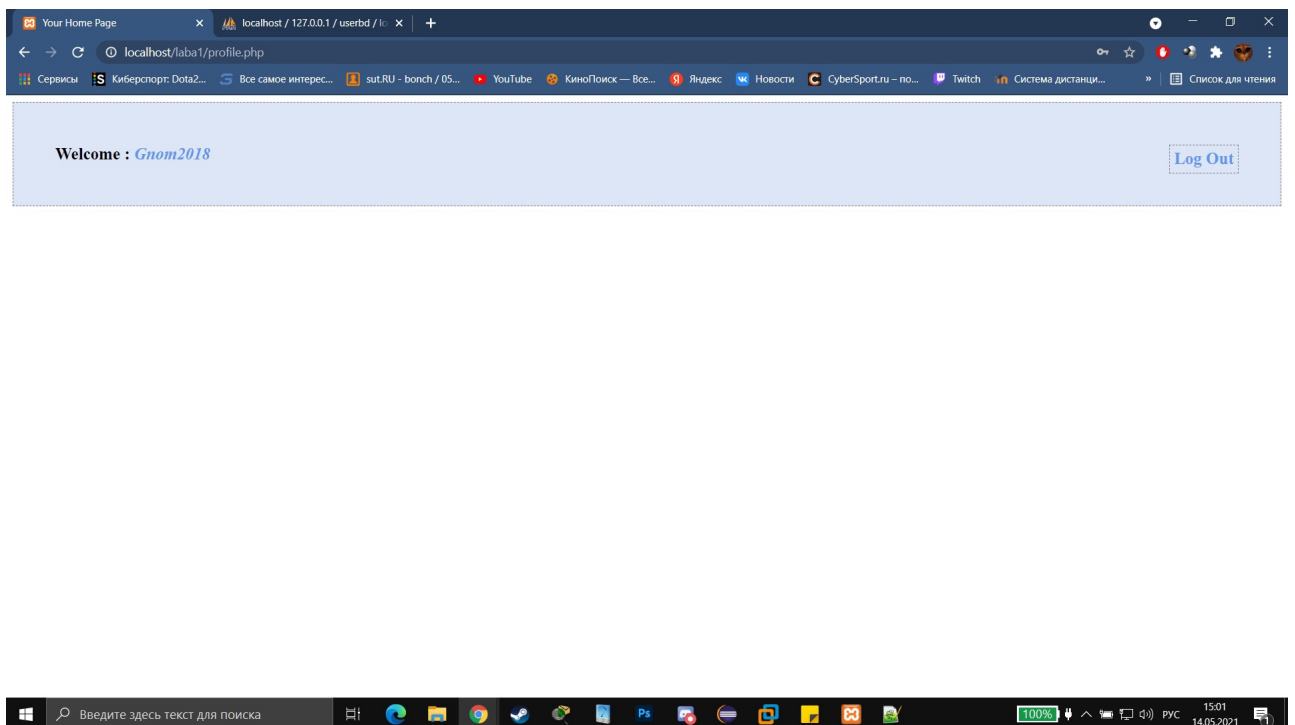 Your Home Page
localhost / 127.0.0.1 / userbd / lo
localhost/laba1/profile.php
Сервисы Киберспорт: Dota2... Все самое интерес... sut.RU - bonch / 05... YouTube КиноПоиск — Все... Яндекс Новости CyberSport.ru – по... Twitch Система дистанци... » Список для чтения
Welcome : Gnom2018
Log Out
Введите здесь текст для поиска
Ps
100%
РУС
15:01
14.05.2021